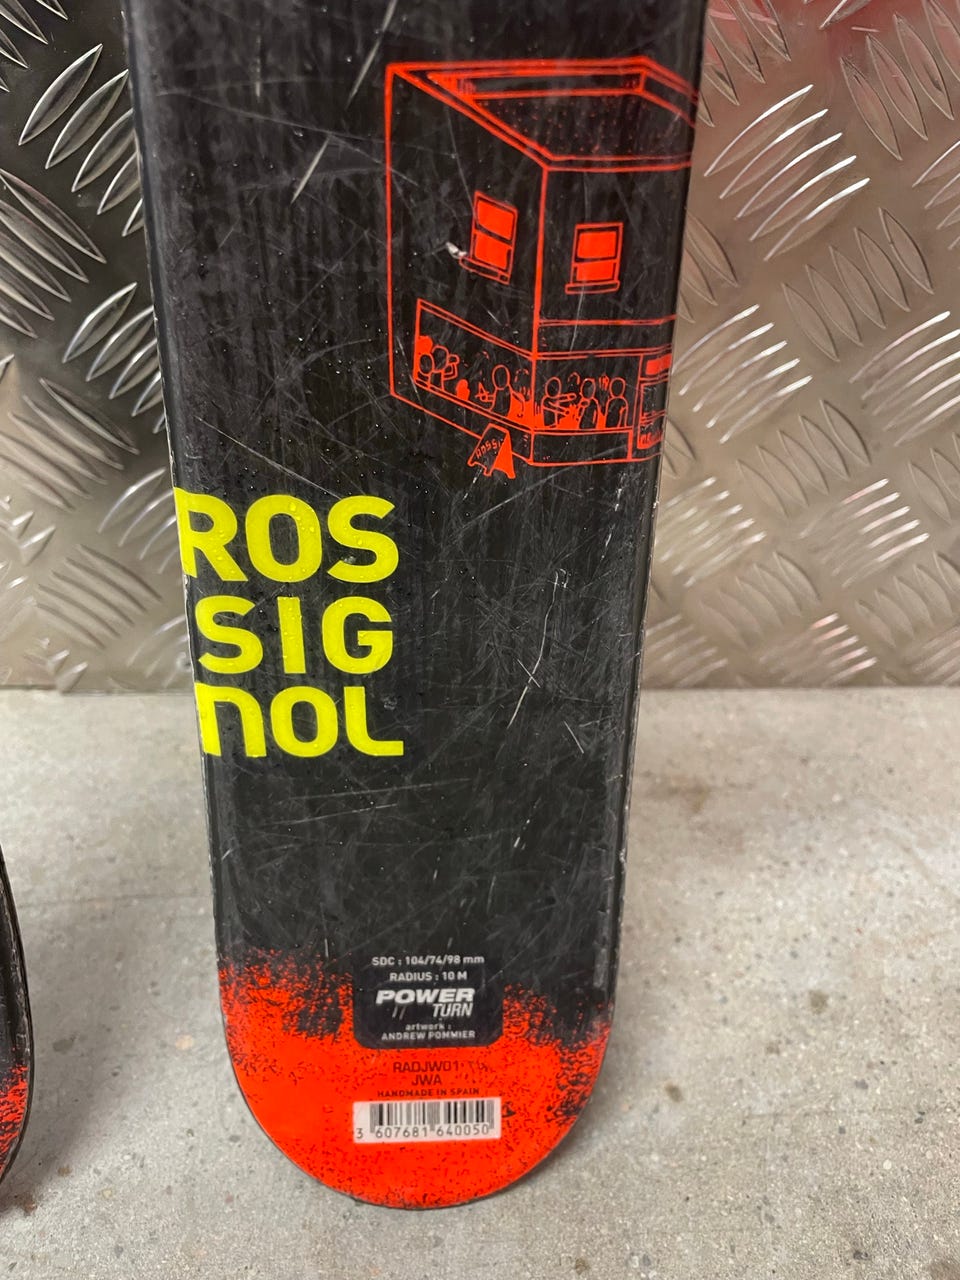 ROS
SIG
NOL
SDC : 104/74/98 mm
RADIUS : 10 M
POWER
TURN
artwork :
ANDREW POMMIER
RADJW01
JWA
HANDMADE IN SPAIN
3 607681 640050